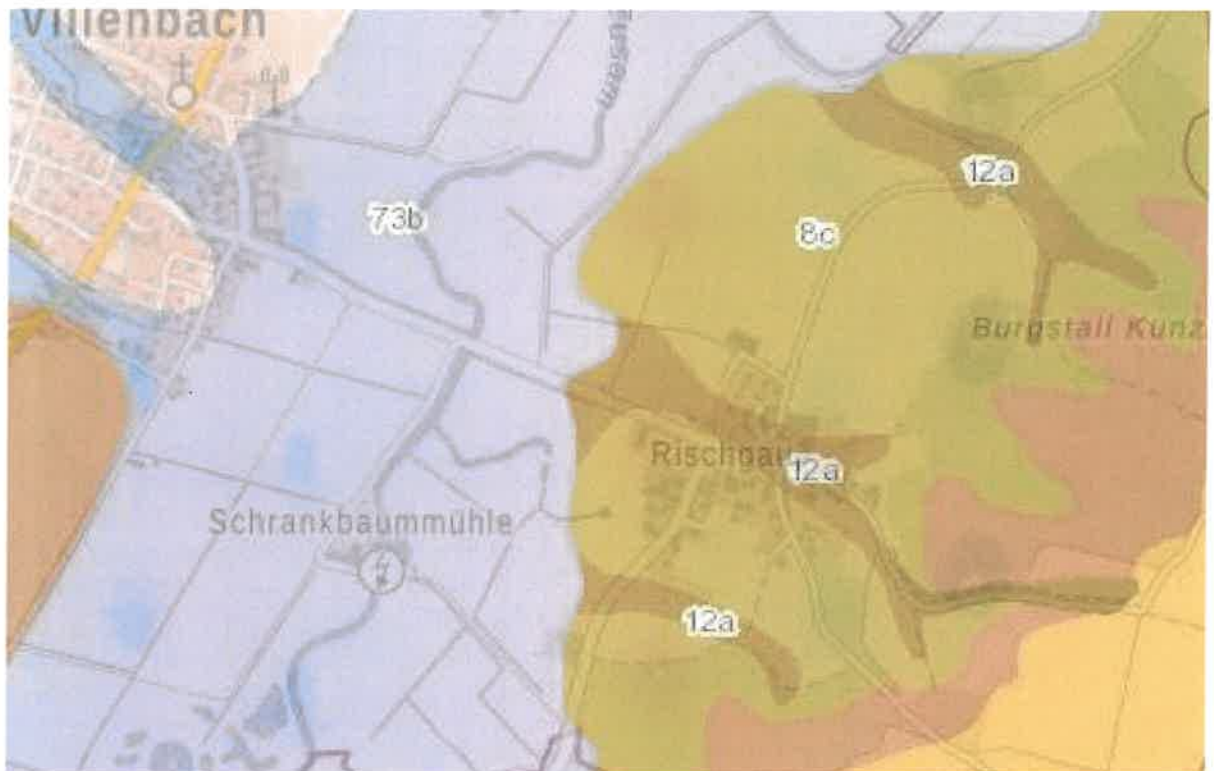 Villenbach
12a
73b
8c
Burgstall Kunz
Rischgau
12a
Schrankbaummühle
12a